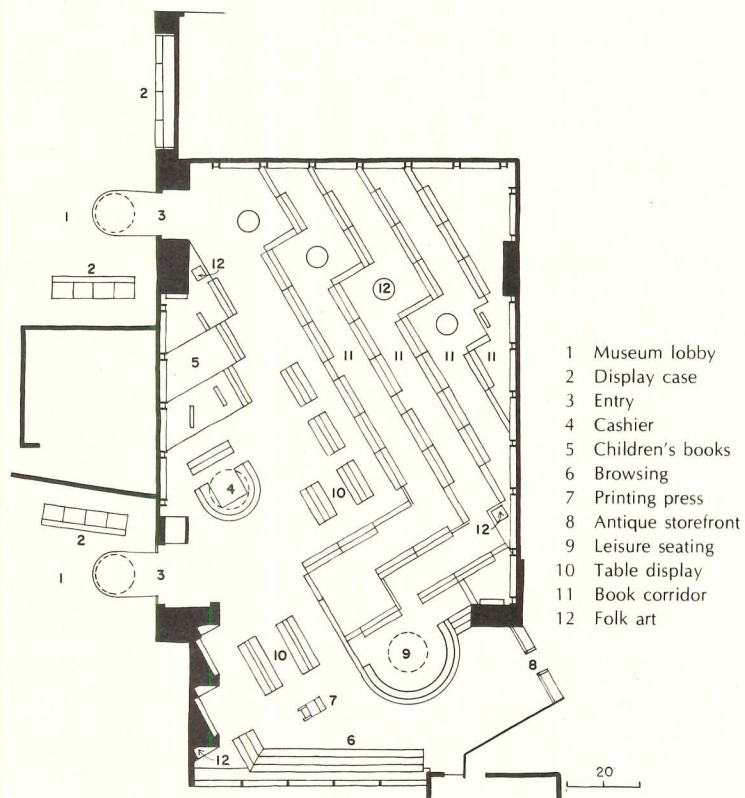 2
1
3
2
12
12
5
11
11
11
11
10
4
12
2
1
3
9
10
8
7
6
12
20'
1 Museum lobby
2 Display case
3 Entry
4 Cashier
5 Children's books
6 Browsing
7 Printing press
8 Antique storefront
9 Leisure seating
10 Table display
11 Book corridor
12 Folk art